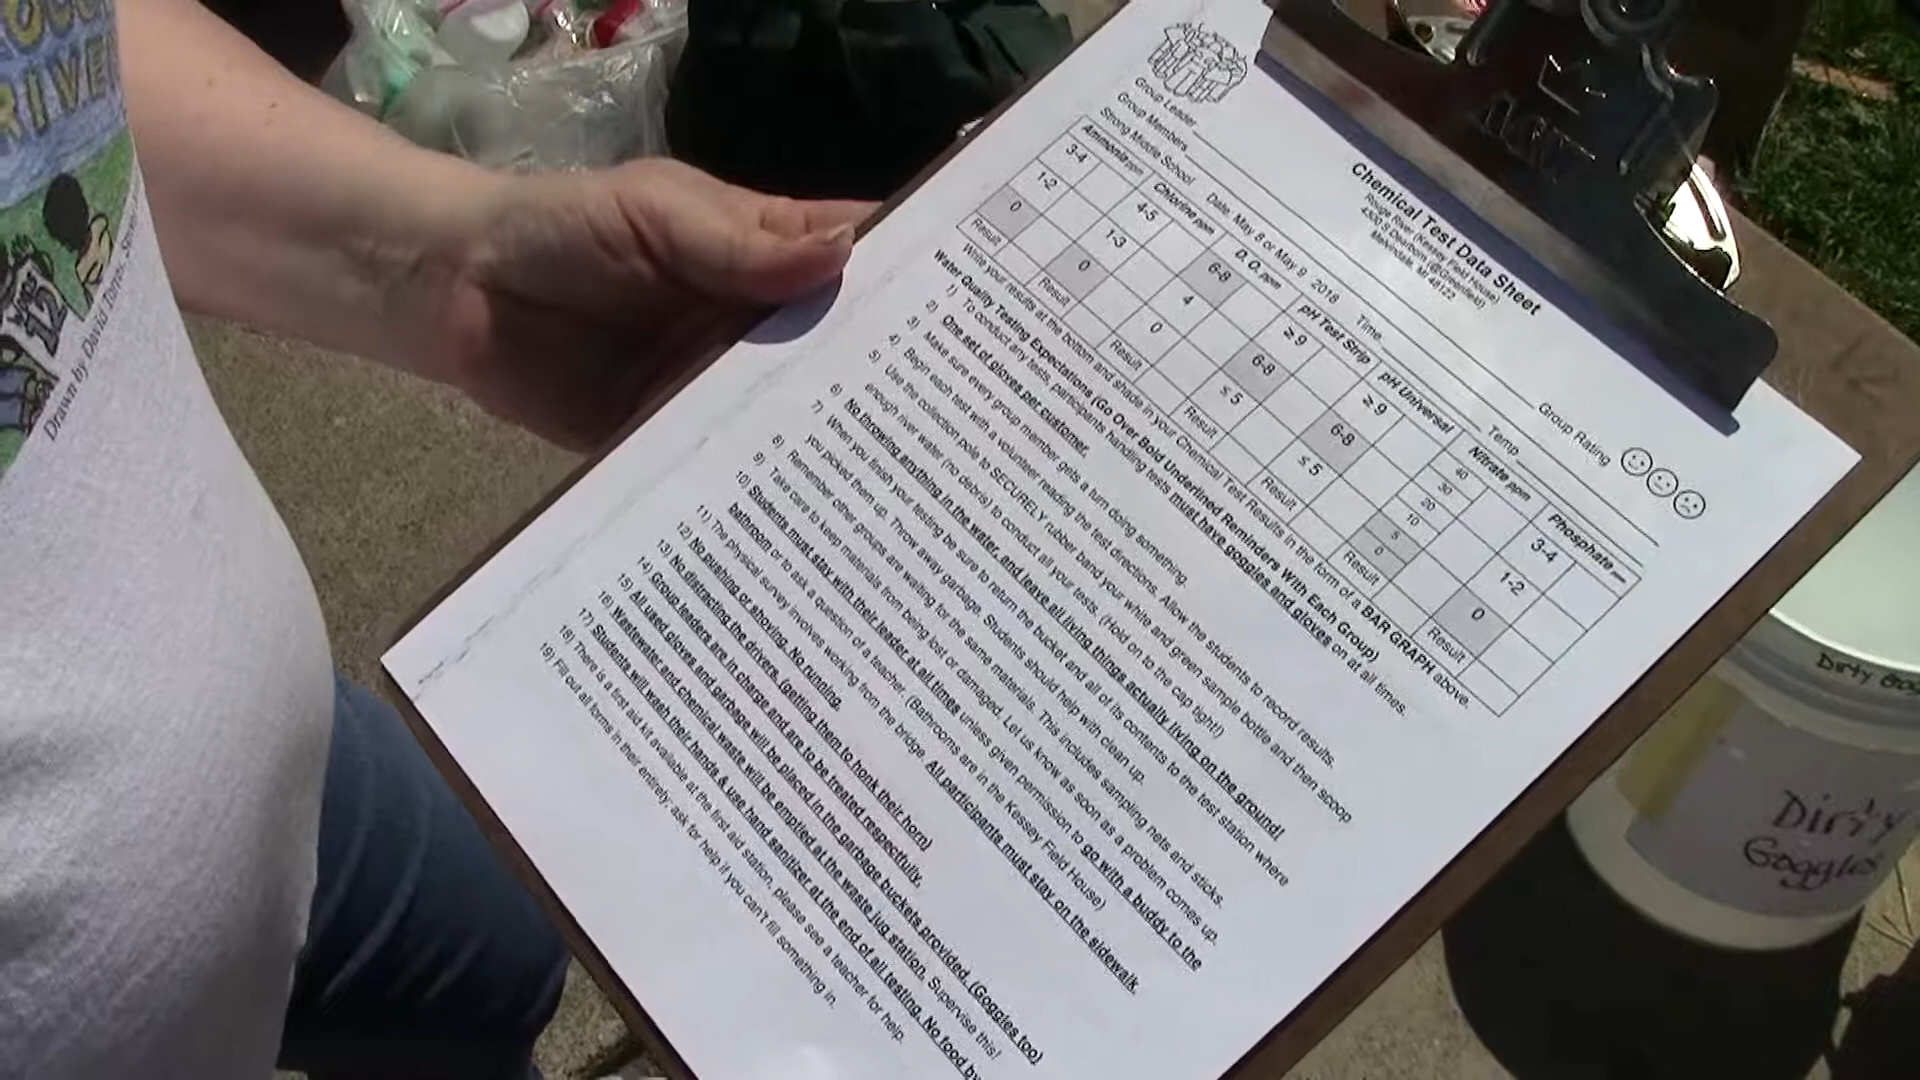 Chemical Test Data Sheet
Rouge River (Kessey Field House)
4300 S Dearborn (@Greenfield)
Melvindale, MI 48122
Group Leader
Group Members
Strong Middle School Date: May 8 or May 9 2018 Time Temp Group Rating
Ammonia ppm Chlorine ppm D. O. ppm pH Test Strip pH Universal Nitrate ppm Phosphate ppm
3-4 4-5 6-8 ≥ 9 ≥ 9 40 3-4
30
1-2 1-3 4 6-8 6-8 20 1-2
10
0 0 0 ≤ 5 ≤ 5 5 0
0
Result Result Result Result Result Result Result
Write your results at the bottom and shade in your Chemical Test Results in the form of a BAR GRAPH above.
Water Quality Testing Expectations (Go Over Bold Underlined Reminders With Each Group)
1) To conduct any tests, participants handling tests must have goggles and gloves on at all times.
2) One set of gloves per customer.
3) Make sure every group member gets a turn doing something.
4) Begin each test with a volunteer reading the test directions. Allow the students to record results.
5) Use the collection pole to SECURELY rubber band your white and green sample bottle and then scoop
enough river water (no debris) to conduct all your tests. (Hold on to the cap tight!)
6) No throwing anything in the water, and leave all living things actually living on the ground!
7) When you finish your testing be sure to return the bucket and all of its contents to the test station where
you picked them up. Throw away garbage. Students should help with clean up.
8) Remember other groups are waiting for the same materials. This includes sampling nets and sticks.
9) Take care to keep materials from being lost or damaged. Let us know as soon as a problem comes up.
10) Students must stay with their leader at all times unless given permission to go with a buddy to the
bathroom or to ask a question of a teacher. (Bathrooms are in the Kessey Field House)
11) The physical survey involves working from the bridge. All participants must stay on the sidewalk.
12) No pushing or shoving. No running.
13) No distracting the drivers. (getting them to honk their horn)
14) Group leaders are in charge and are to be treated respectfully.
15) All used gloves and garbage will be placed in the garbage buckets provided. (Goggles too)
16) Wastewater and chemical waste will be emptied at the waste jug station. Supervise this!
17) Students will wash their hands & use hand sanitizer at the end of all testing. No food by
18) There is a first aid kit available at the first aid station, please see a teacher for help.
19) Fill out all forms in their entirety; ask for help if you can't fill something in.
Dirty
Dirty
Goggles
RIVE
Drawn by David Torres